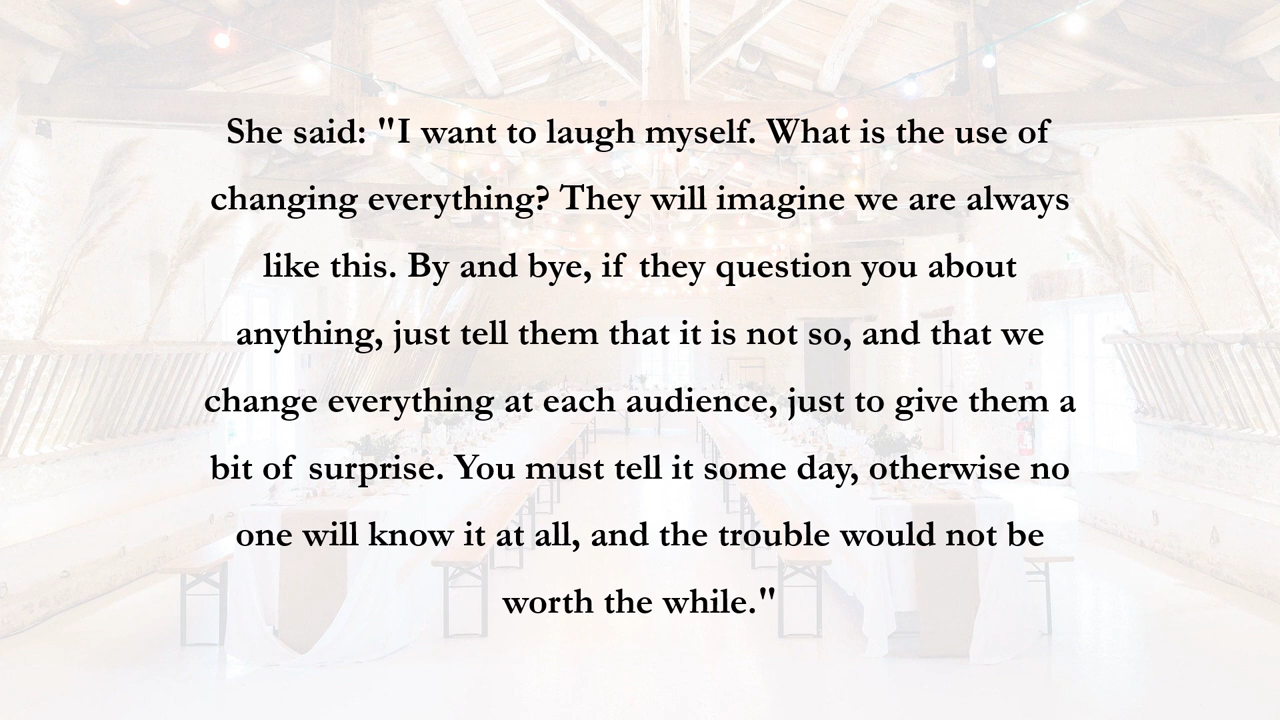 She said: "I want to laugh myself. What is the use of
changing everything? They will imagine we are always
like this. By and bye, if they question you about
anything, just tell them that it is not so, and that we
change everything at each audience, just to give them a
bit of surprise. You must tell it some day, otherwise no
one will know it at all, and the trouble would not be
worth the while."